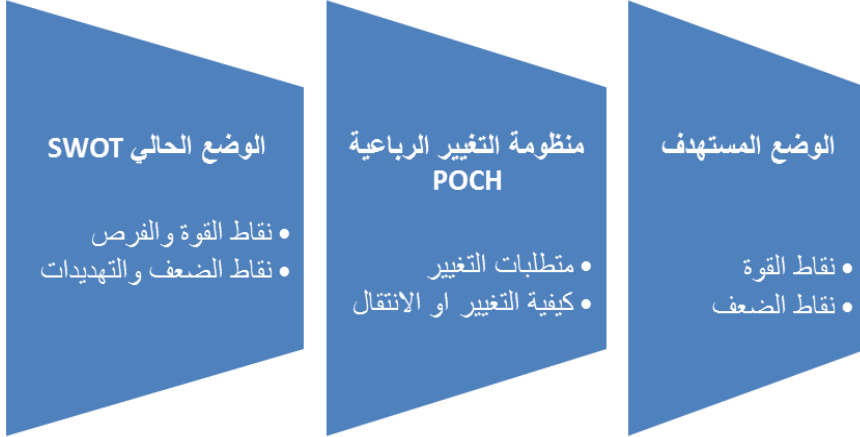 الوضع الحالي SWOT
• نقاط القوة والفرص
• نقاط الضعف والتهديدات
منظومة التغيير الرباعية
POCH
• متطلبات التغيير
• كيفية التغيير او الانتقال
الوضع المستهدف
• نقاط القوة
• نقاط الضعف